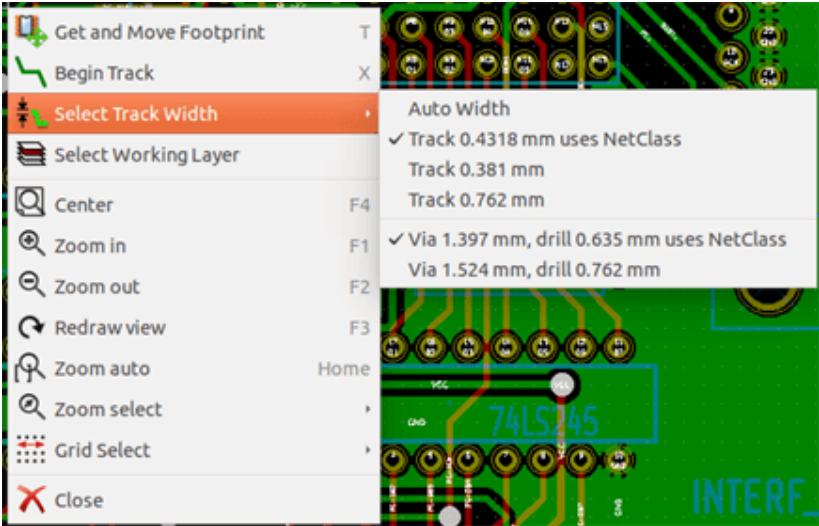 Get and Move Footprint T
Begin Track X
Select Track Width
Select Working Layer
Center F4
Zoom in F1
Zoom out F2
Redraw view F3
Zoom auto Home
Zoom select
Grid Select
Close
Auto Width
Track 0.4318 mm uses NetClass
Track 0.381 mm
Track 0.762 mm
Via 1.397 mm, drill 0.635 mm uses NetClass
Via 1.524 mm, drill 0.762 mm
VCC
VCC
GND
74LS245
INTERF_
GND